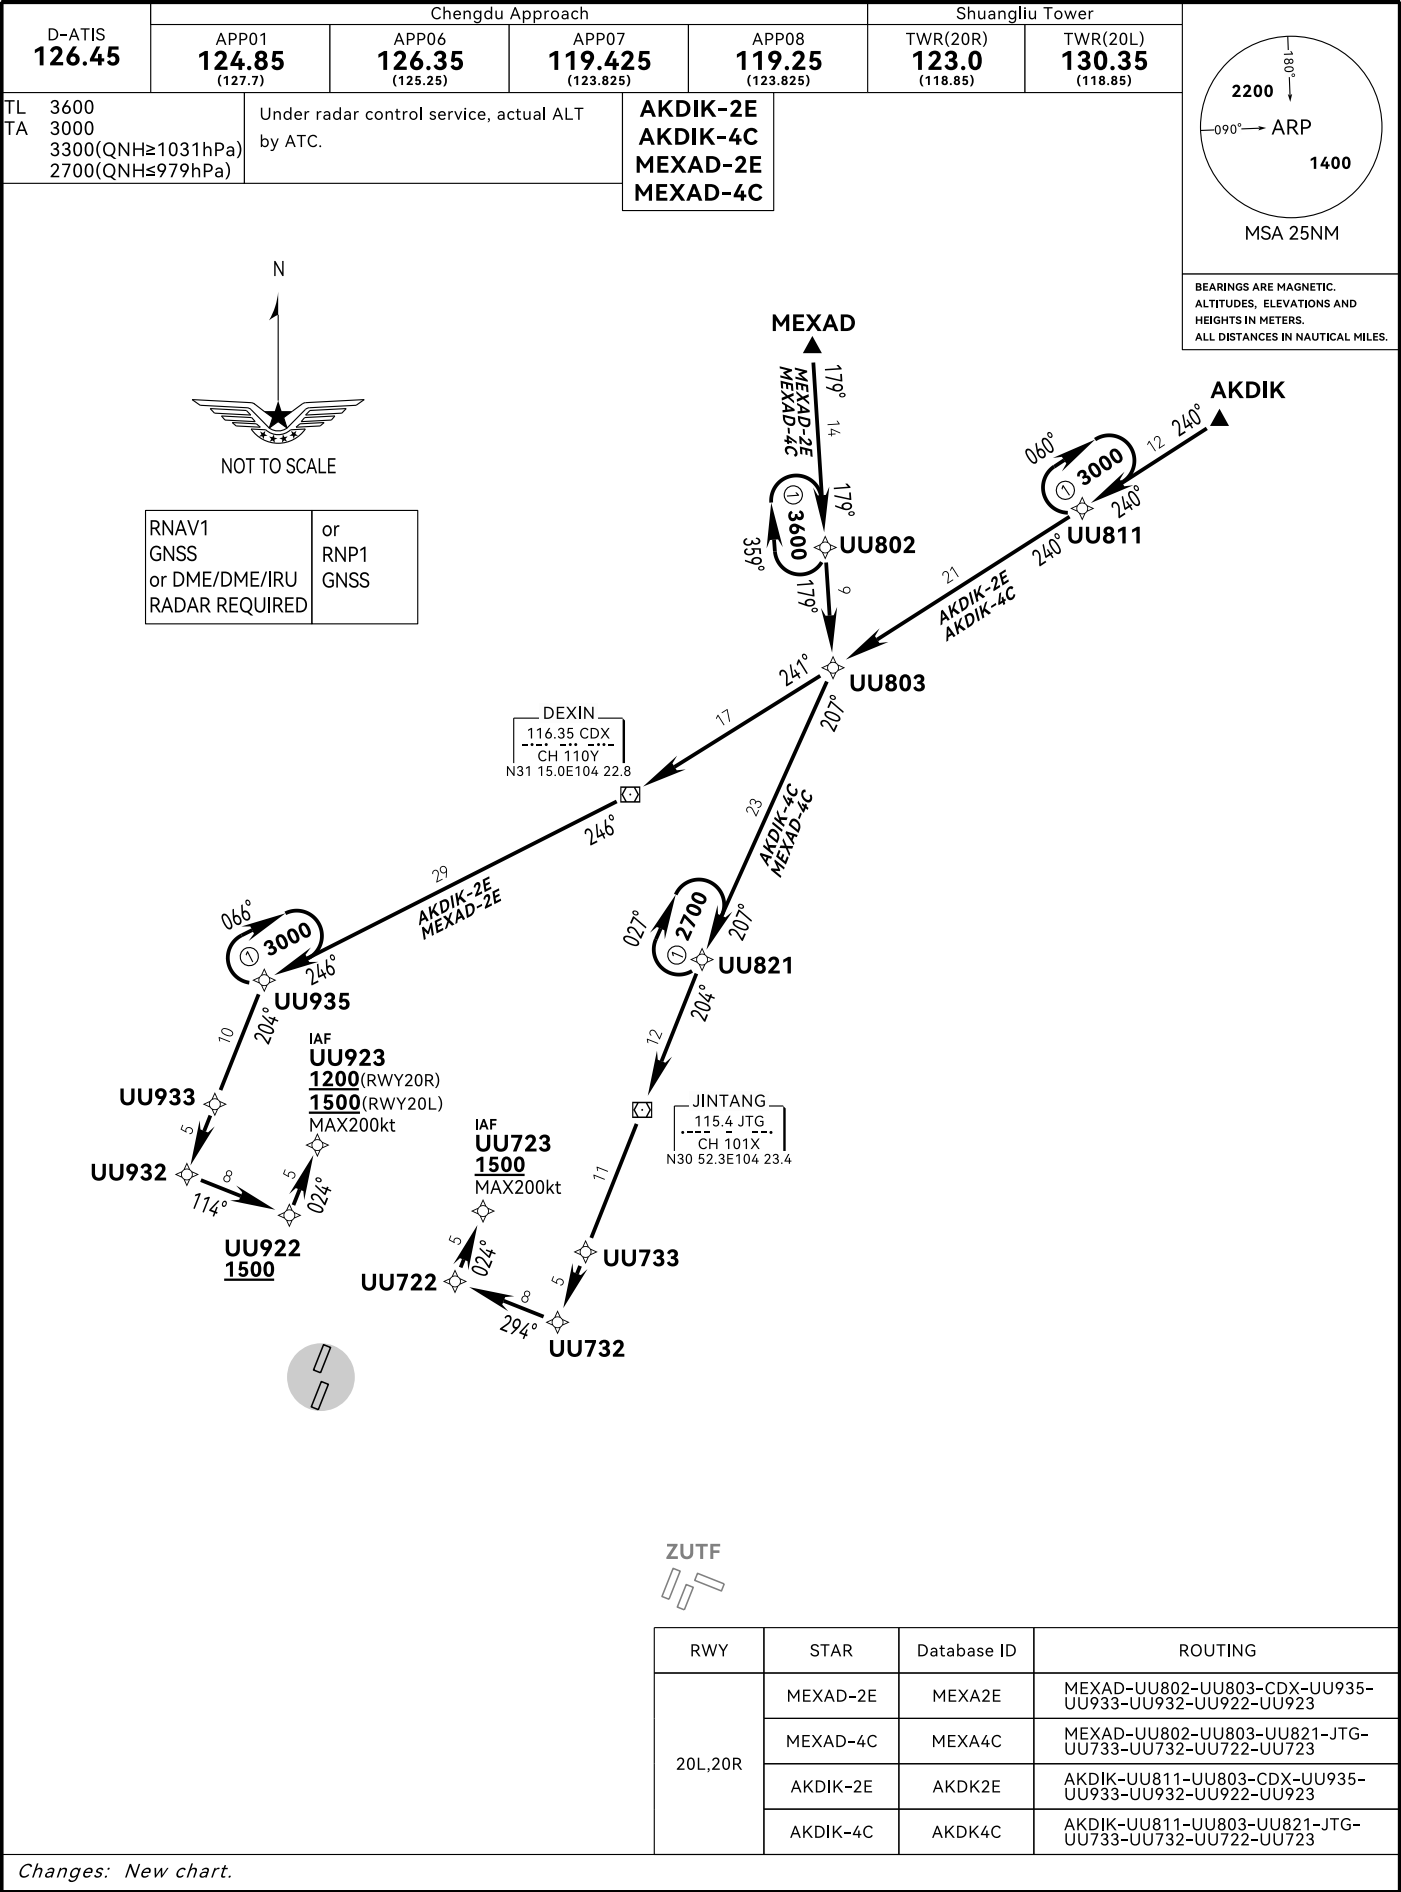 D-ATIS
126.45
Chengdu Approach
APP01
124.85
(127.7)
APP06
126.35
(125.25)
APP07
119.425
(123.825)
APP08
119.25
(123.825)
Shuangliu Tower
TWR(20R)
123.0
(118.85)
TWR(20L)
130.35
(118.85)
TL 3600
TA 3000
3300(QNH≥1031hPa)
2700(QNH≤979hPa)
Under radar control service, actual ALT
by ATC.
AKDIK-2E
AKDIK-4C
MEXAD-2E
MEXAD-4C
180°
2200
090°
ARP
1400
MSA 25NM
BEARINGS ARE MAGNETIC.
ALTITUDES, ELEVATIONS AND
HEIGHTS IN METERS.
ALL DISTANCES IN NAUTICAL MILES.
N
NOT TO SCALE
RNAV1
GNSS
or DME/DME/IRU
RADAR REQUIRED
or
RNP1
GNSS
MEXAD
179°
MEXAD-2E
MEXAD-4C
14
179°
1 3600
359°
UU802
179°
9
AKDIK
240°
12
060°
1 3000
240°
UU811
240°
21
AKDIK-2E
AKDIK-4C
UU803
241°
17
207°
DEXIN
116.35 CDX
CH 110Y
N31 15.0E104 22.8
246°
29
AKDIK-2E
MEXAD-2E
23
AKDIK-4C
MEXAD-4C
066°
1 3000
246°
UU935
204°
10
027°
1 2700
207°
UU821
204°
12
IAF
UU923
1200(RWY20R)
1500(RWY20L)
MAX200kt
UU933
5
UU932
8
114°
5
024°
UU922
1500
JINTANG
115.4 JTG
CH 101X
N30 52.3E104 23.4
11
IAF
UU723
1500
MAX200kt
5
024°
UU722
UU733
5
8
294°
UU732
ZUTF
RWY STAR Database ID ROUTING
20L,20R
MEXAD-2E MEXA2E MEXAD-UU802-UU803-CDX-UU935-
UU933-UU932-UU922-UU923
MEXAD-4C MEXA4C MEXAD-UU802-UU803-UU821-JTG-
UU733-UU732-UU722-UU723
AKDIK-2E AKDK2E AKDIK-UU811-UU803-CDX-UU935-
UU933-UU932-UU922-UU923
AKDIK-4C AKDK4C AKDIK-UU811-UU803-UU821-JTG-
UU733-UU732-UU722-UU723
Changes: New chart.